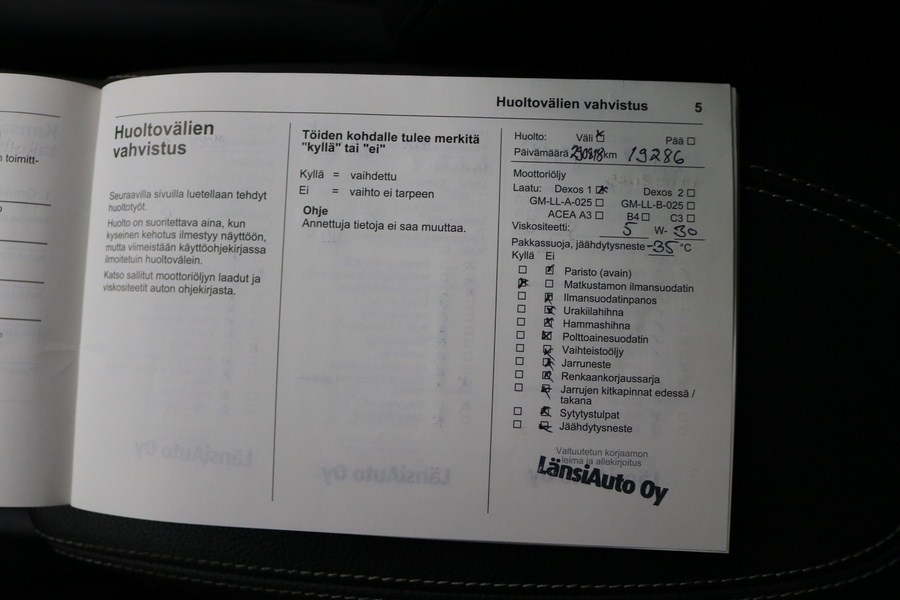 Huoltovälien vahvistus 5
Huoltovälien
vahvistus
Seuraavilla sivuilla luetellaan tehdyt
huoltotyöt.
Huolto on suoritettava aina, kun
kyseinen kehotus ilmestyy näyttöön,
mutta viimeistään käyttöohjekirjassa
ilmoitetuin huoltovälein.
Katso sallitut moottoriöljyn laadut ja
viskositeetit auton ohjekirjasta.
Töiden kohdalle tulee merkitä
"kyllä" tai "ei"
Kyllä = vaihdettu
Ei = vaihto ei tarpeen
Ohje
Annettuja tietoja ei saa muuttaa.
Huolto: Väli Pää
Päivämäärä km 19286
Moottoriöljy
Laatu: Dexos 1 Dexos 2
GM-LL-A-025 GM-LL-B-025
ACEA A3 B4 C3
Viskositeetti: 5 W- 30
Pakkassuoja, jäähdytysneste -35 °C
Kyllä Ei
Paristo (avain)
Matkustamon ilmansuodatin
Ilmansuodatinpanos
Urakiilahihna
Hammashihna
Polttoainesuodatin
Vaihteistoöljy
Jarruneste
Renkaankorjaussarja
Jarrujen kitkapinnat edessä /
takana
Sytytystulpat
Jäähdytysneste
Valtuutetun korjaamon
leima ja allekirjoitus
LänsiAuto Oy